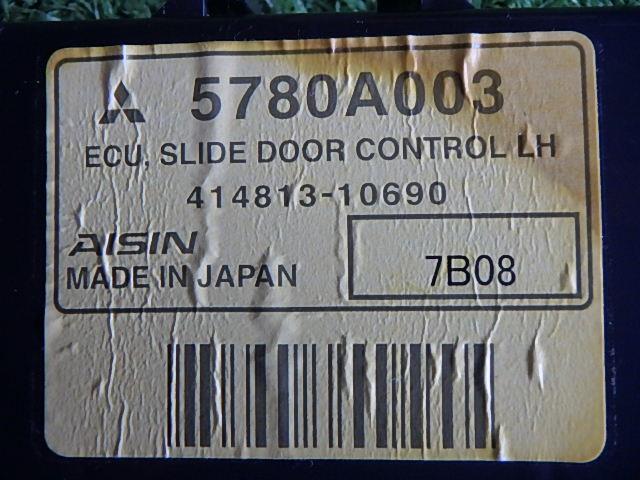 5780A003
ECU, SLIDE DOOR CONTROL LH
414813-10690
AISIN
MADE IN JAPAN
7B08